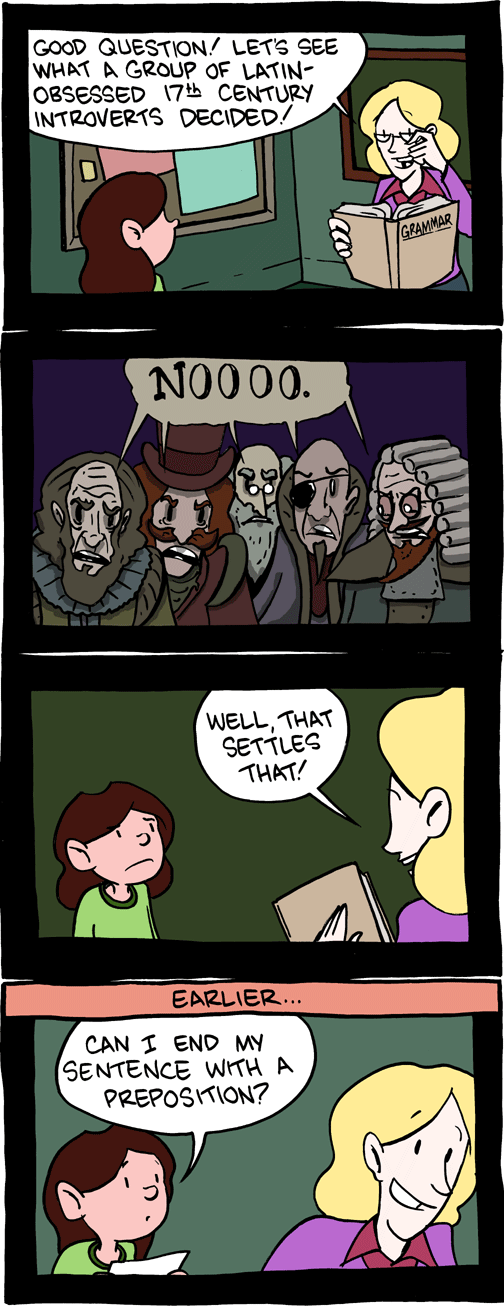 GOOD QUESTION! LET'S SEE
WHAT A GROUP OF LATIN-
OBSESSED 17th CENTURY
INTROVERTS DECIDED!
GRAMMAR
NOOOO.
WELL, THAT
SETTLES
THAT!
EARLIER...
CAN I END MY
SENTENCE WITH A
PREPOSITION?